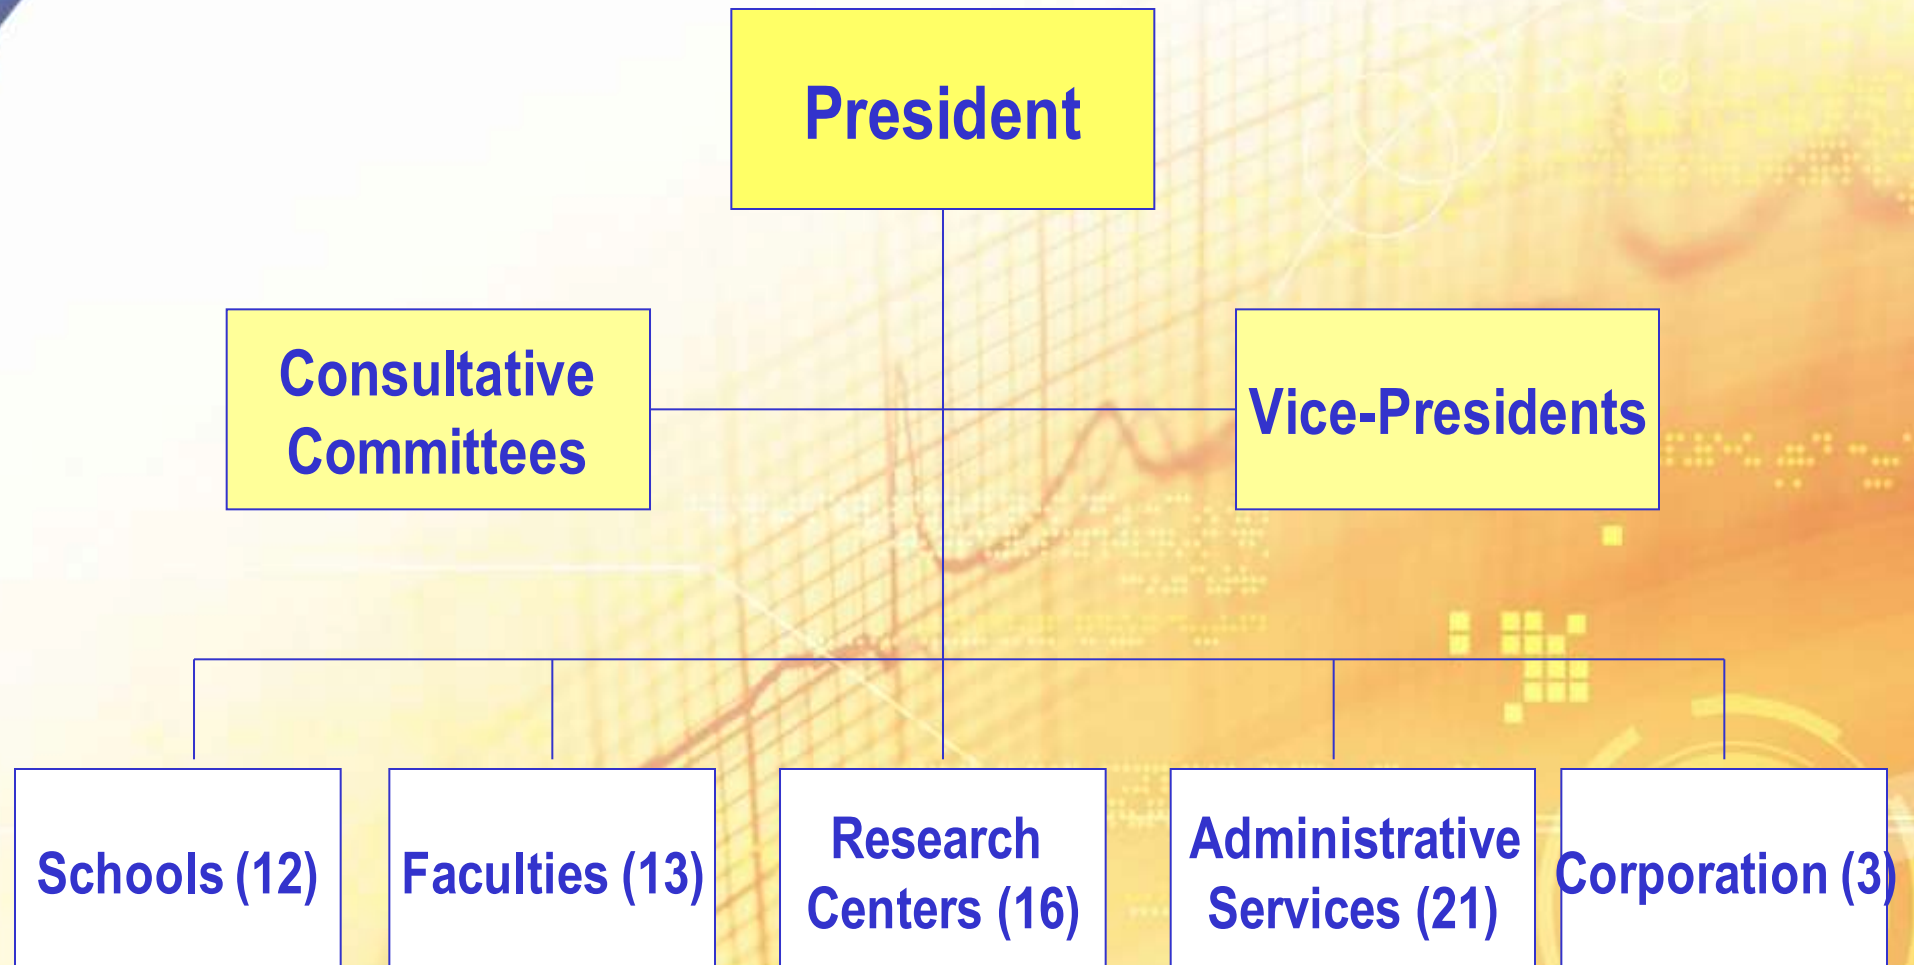 President
Consultative
Committees
Vice-Presidents
Schools (12)
Faculties (13)
Research
Centers (16)
Administrative
Services (21)
Corporation (3)